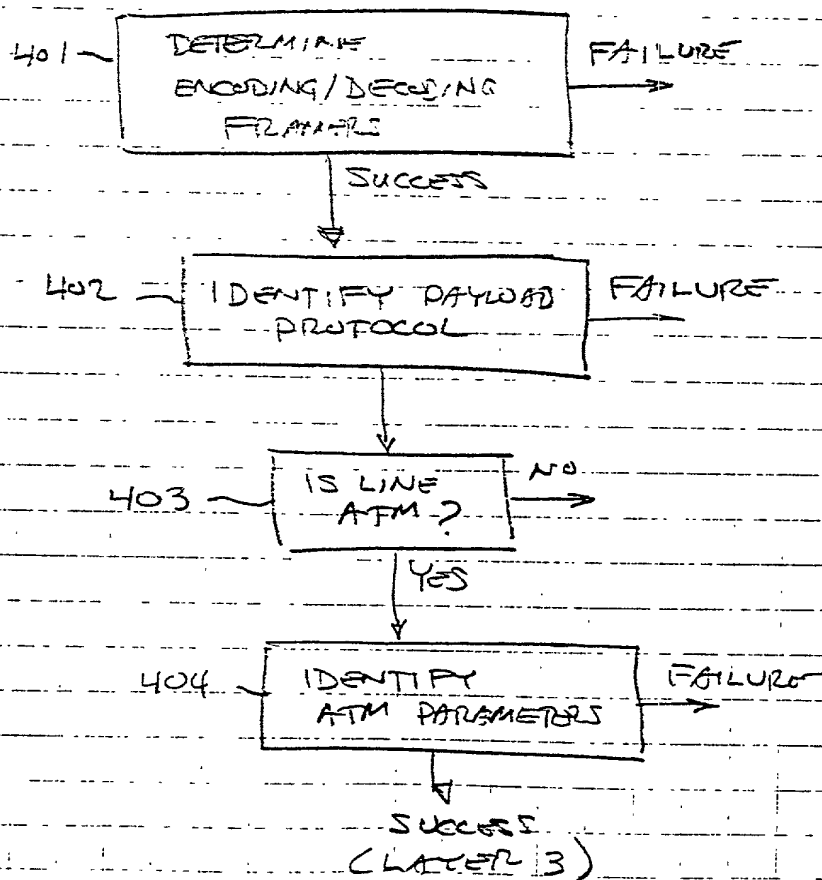 401
DETERMINE
FAILURE
ENCODING/DECODING
FRAMERS
SUCCESS
402
IDENTIFY PAYLOAD
PROTOCOL
FAILURE
403
IS LINE
ATM?
NO
YES
404
IDENTIFY
ATM PARAMETERS
FAILURE
SUCCESS
(LAYER 3)